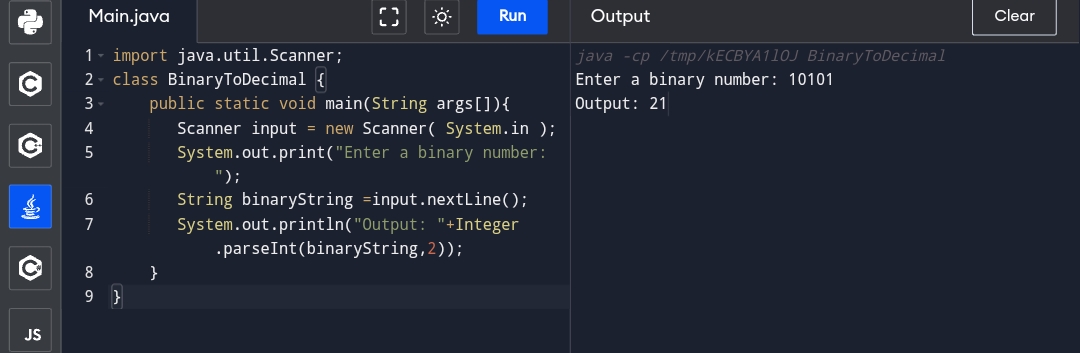 Main.java
Run
Output
Clear
1 import java.util.Scanner;
2 class BinaryToDecimal {
3 public static void main(String args[]){
4 Scanner input = new Scanner( System.in );
5 System.out.print("Enter a binary number:
");
6 String binaryString =input.nextLine();
7 System.out.println("Output: "+Integer
.parseInt(binaryString,2));
8 }
9 }
java -cp /tmp/kECBYA1lOJ BinaryToDecimal
Enter a binary number: 10101
Output: 21
C
C
C
JS